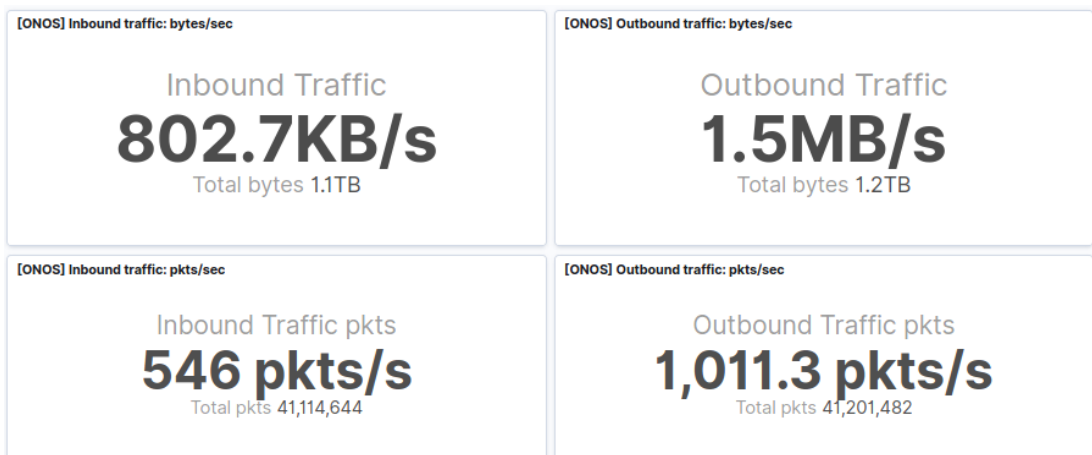 [ONOS] Inbound traffic: bytes/sec
Inbound Traffic
802.7KB/s
Total bytes 1.1TB
[ONOS] Outbound traffic: bytes/sec
Outbound Traffic
1.5MB/s
Total bytes 1.2TB
[ONOS] Inbound traffic: pkts/sec
Inbound Traffic pkts
546 pkts/s
Total pkts 41,114,644
[ONOS] Outbound traffic: pkts/sec
Outbound Traffic pkts
1,011.3 pkts/s
Total pkts 41,201,482